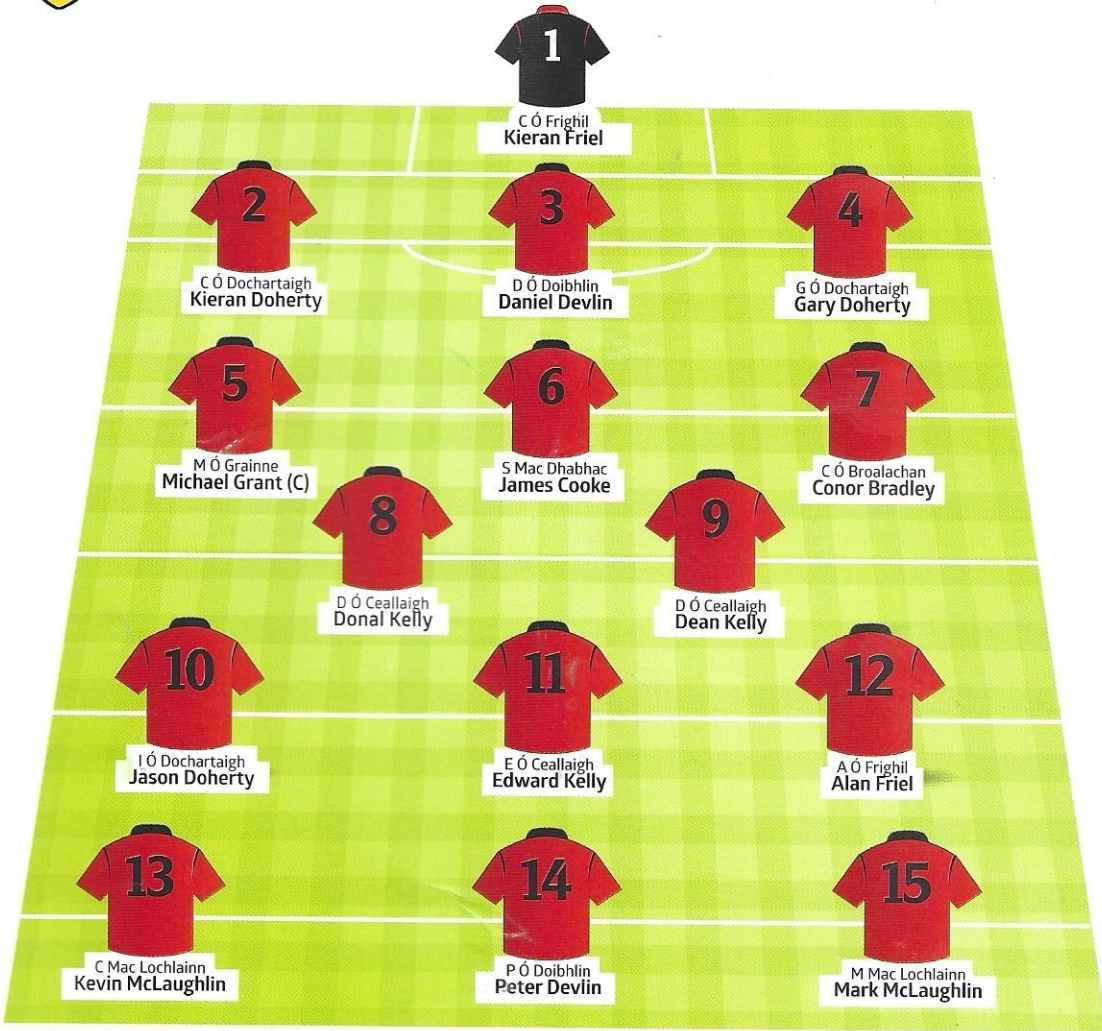 1
C Ó Frighil
Kieran Friel
2
C Ó Dochartaigh
Kieran Doherty
3
D Ó Doibhlin
Daniel Devlin
4
G Ó Dochartaigh
Gary Doherty
5
M Ó Grainne
Michael Grant (C)
6
S Mac Dhabhac
James Cooke
7
C Ó Broalachan
Conor Bradley
8
D Ó Ceallaigh
Donal Kelly
9
D Ó Ceallaigh
Dean Kelly
10
I Ó Dochartaigh
Jason Doherty
11
E Ó Ceallaigh
Edward Kelly
12
A Ó Frighil
Alan Friel
13
C Mac Lochlainn
Kevin McLaughlin
14
P Ó Doibhlin
Peter Devlin
15
M Mac Lochlainn
Mark McLaughlin